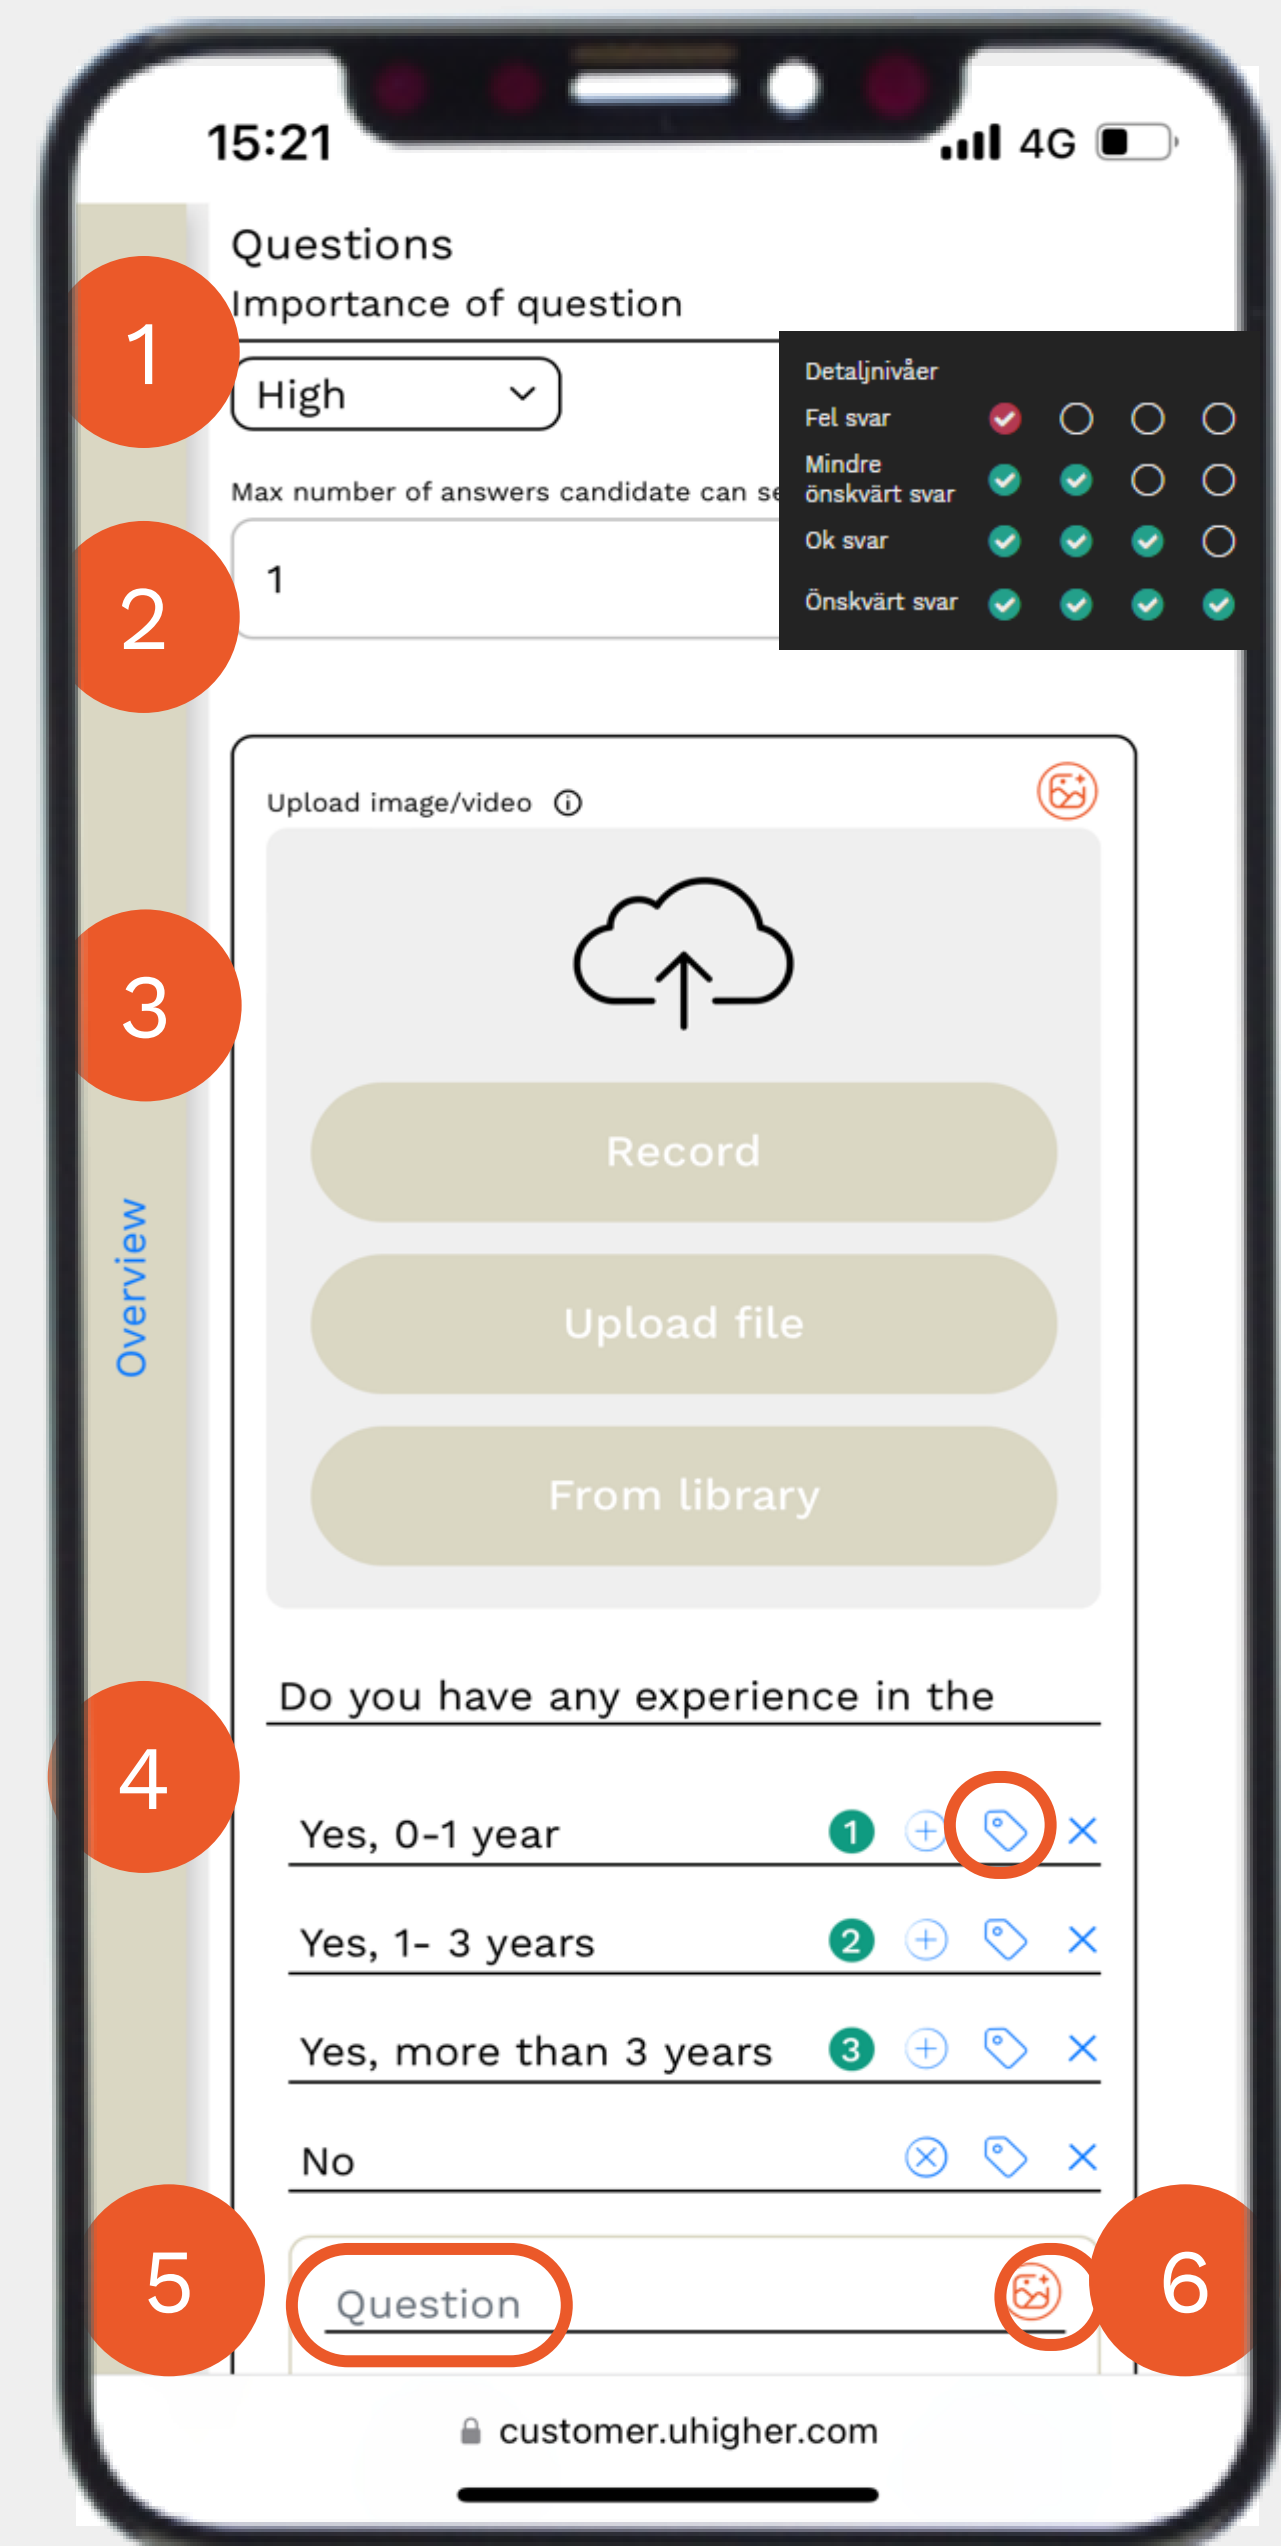 15:21
4G
Questions
Importance of question
1
High
Detaljnivåer
Fel svar
Mindre
önskvärt svar
Ok svar
Önskvärt svar
Max number of answers candidate can
2
1
Upload image/video
3
Record
Upload file
Overview
From library
Do you have any experience in the
4
Yes, 0-1 year 1
Yes, 1- 3 years 2
Yes, more than 3 years 3
No
5
Question
6
customer.uhigher.com